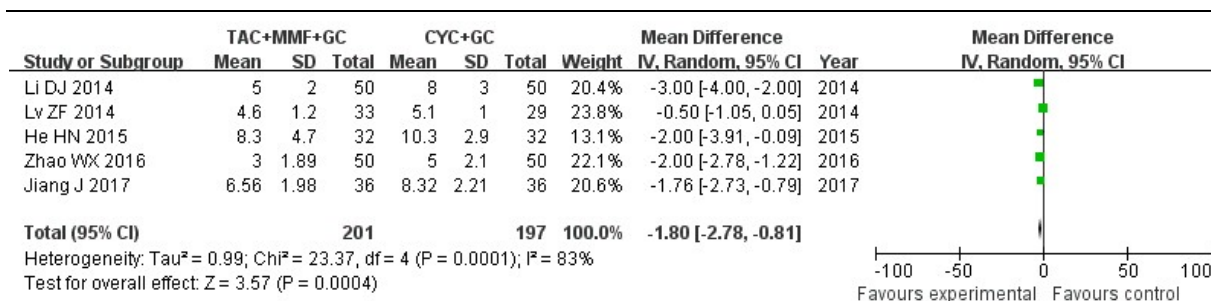 TAC+MMF+GC CYC+GC Mean Difference Mean Difference
Study or Subgroup Mean SD Total Mean SD Total Weight IV, Random, 95% CI Year IV, Random, 95% CI
Li DJ 2014 5 2 50 8 3 50 20.4% -3.00 [-4.00, -2.00] 2014
Lv ZF 2014 4.6 1.2 33 5.1 1 29 23.8% -0.50 [-1.05, 0.05] 2014
He HN 2015 8.3 4.7 32 10.3 2.9 32 13.1% -2.00 [-3.91, -0.09] 2015
Zhao WX 2016 3 1.89 50 5 2.1 50 22.1% -2.00 [-2.78, -1.22] 2016
Jiang J 2017 6.56 1.98 36 8.32 2.21 36 20.6% -1.76 [-2.73, -0.79] 2017
Total (95% CI) 201 197 100.0% -1.80 [-2.78, -0.81]
Heterogeneity: Tau² = 0.99; Chi² = 23.37, df = 4 (P = 0.0001); I² = 83%
Test for overall effect: Z = 3.57 (P = 0.0004)
-100 -50 0 50 100
Favours experimental Favours control